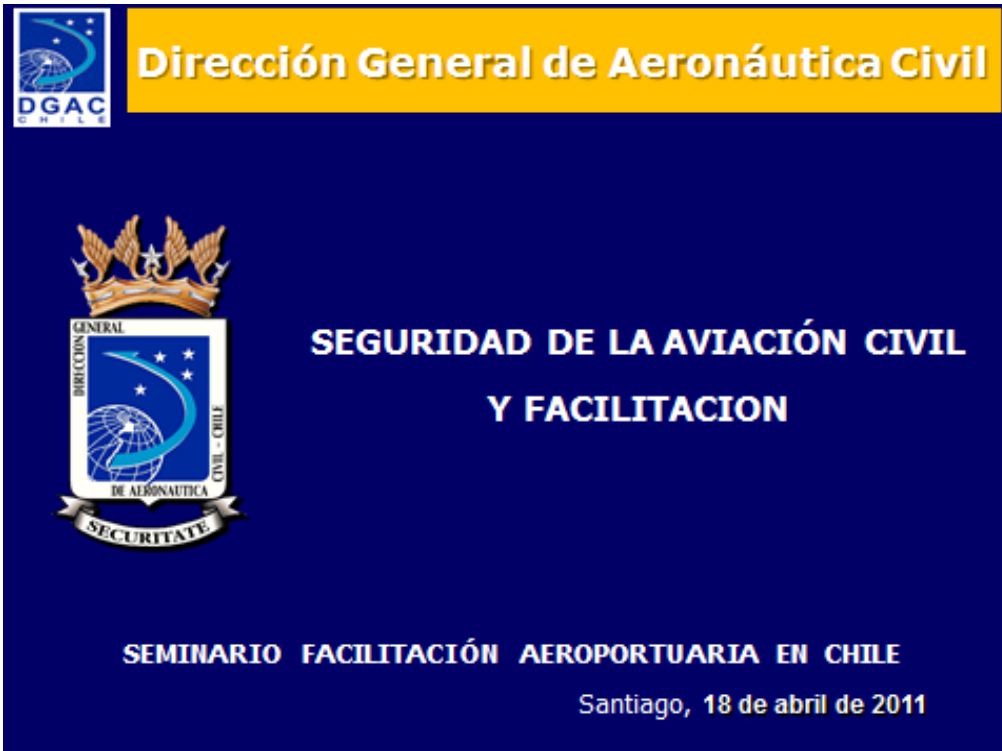 DGAC
CHILE
Dirección General de Aeronáutica Civil
DIRECCION
GENERAL
DE AERONAUTICA
CIVIL - CHILE
SECURITATE
SEGURIDAD DE LA AVIACIÓN CIVIL
Y FACILITACION
SEMINARIO FACILITACIÓN AEROPORTUARIA EN CHILE
Santiago, 18 de abril de 2011